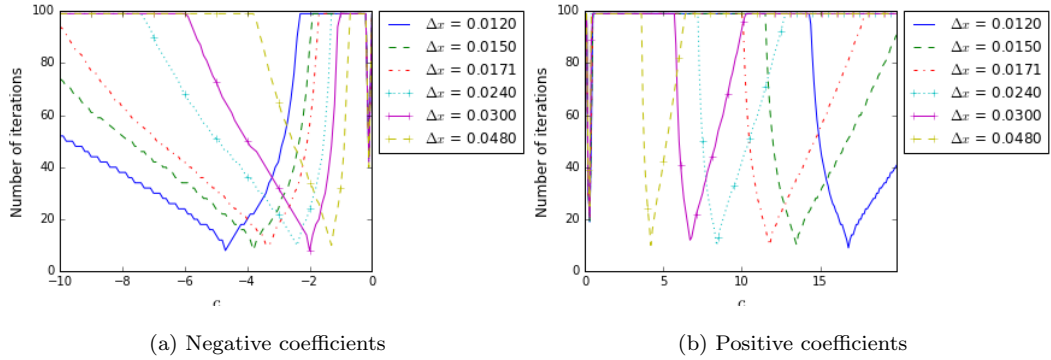 100
80
60
40
20
0
Number of iterations
−10
−8
−6
−4
−2
0
c
Δx = 0.0120
Δx = 0.0150
Δx = 0.0171
Δx = 0.0240
Δx = 0.0300
Δx = 0.0480
(a) Negative coefficients
100
80
60
40
20
0
Number of iterations
0
5
10
15
c
Δx = 0.0120
Δx = 0.0150
Δx = 0.0171
Δx = 0.0240
Δx = 0.0300
Δx = 0.0480
(b) Positive coefficients